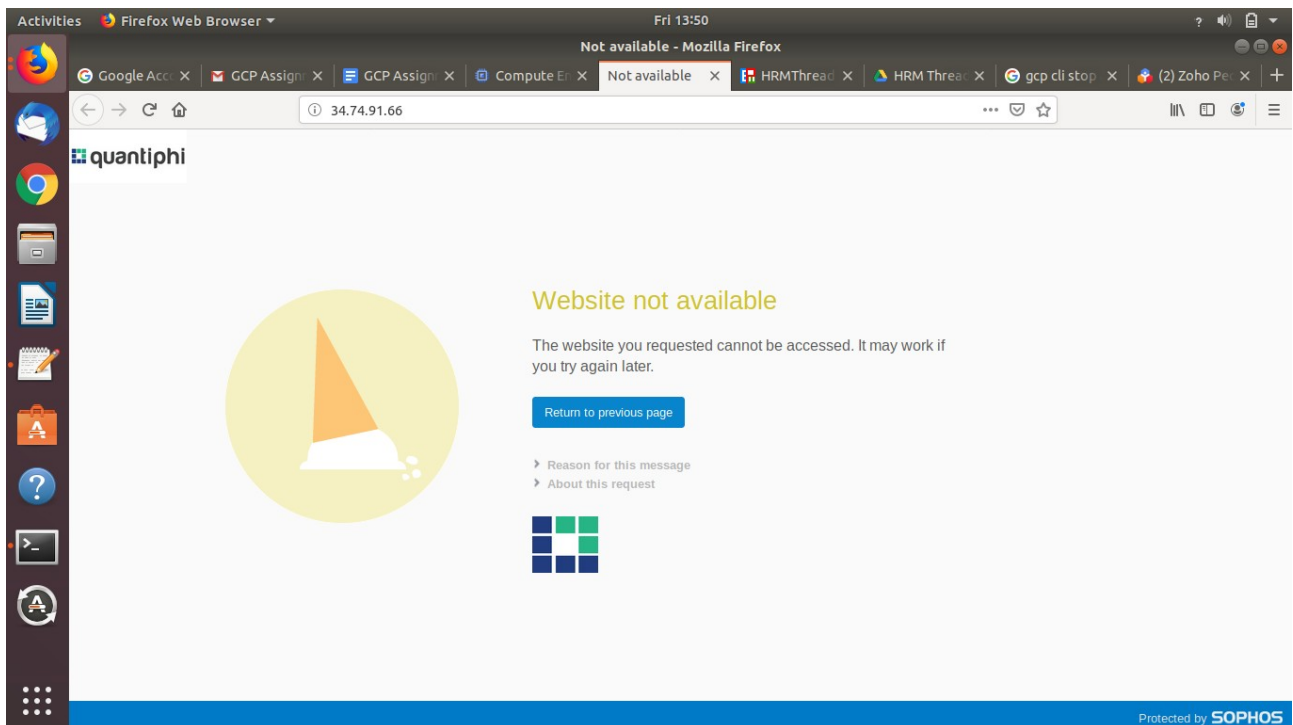 Activities Firefox Web Browser Fri 13:50
Not available - Mozilla Firefox
Google Acc GCP Assign GCP Assign Compute En Not available HRMThread HRM Threa gcp cli stop (2) Zoho Pe
34.74.91.66
quantiphi
Website not available
The website you requested cannot be accessed. It may work if
you try again later.
Return to previous page
Reason for this message
About this request
Protected by SOPHOS